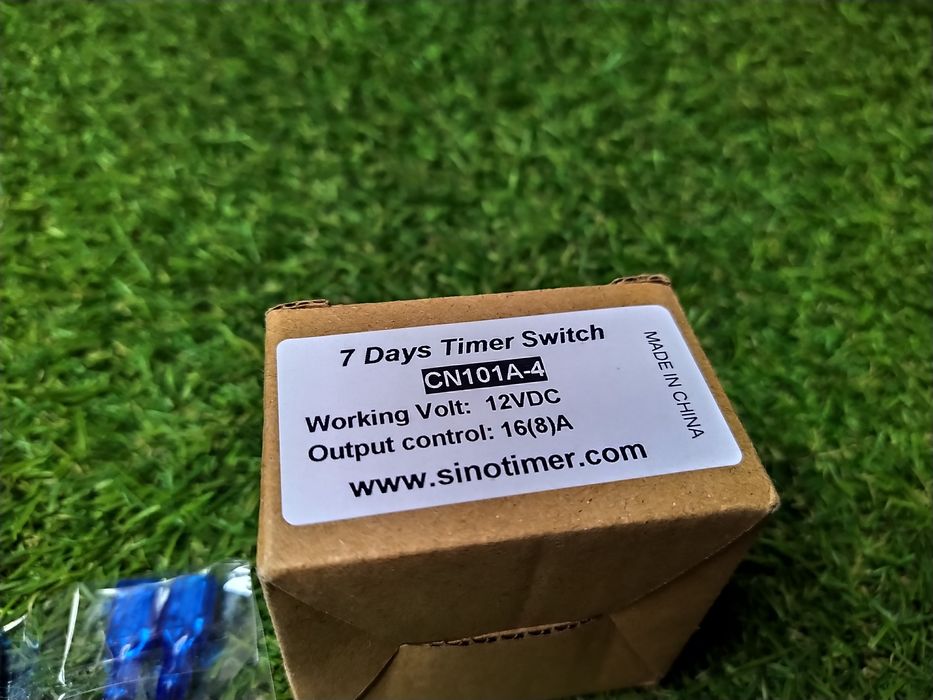 7 Days Timer Switch
CN101A-4
Working Volt: 12VDC
Output control: 16(8)A
www.sinotimer.com
MADE IN CHINA